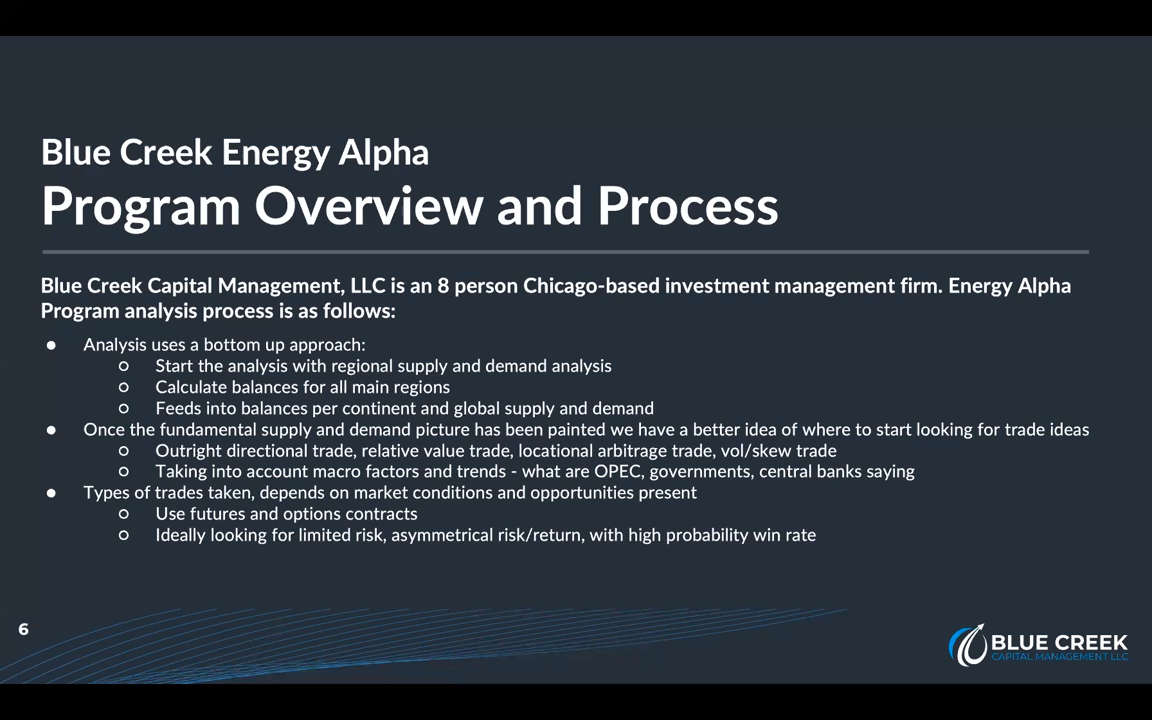 Blue Creek Energy Alpha
Program Overview and Process
Blue Creek Capital Management, LLC is an 8 person Chicago-based investment management firm. Energy Alpha
Program analysis process is as follows:
● Analysis uses a bottom up approach:
○ Start the analysis with regional supply and demand analysis
○ Calculate balances for all main regions
○ Feeds into balances per continent and global supply and demand
● Once the fundamental supply and demand picture has been painted we have a better idea of where to start looking for trade ideas
○ Outright directional trade, relative value trade, locational arbitrage trade, vol/skew trade
○ Taking into account macro factors and trends - what are OPEC, governments, central banks saying
● Types of trades taken, depends on market conditions and opportunities present
○ Use futures and options contracts
○ Ideally looking for limited risk, asymmetrical risk/return, with high probability win rate
6
BLUE CREEK
CAPITAL MANAGEMENT LLC